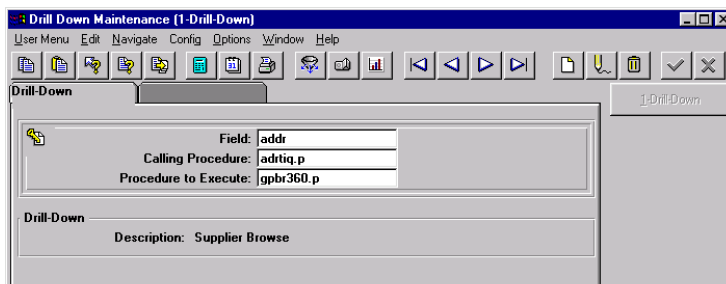 Drill Down Maintenance (1-Drill-Down)
User Menu Edit Navigate Config Options Window Help
Drill-Down
1-Drill-Down
Field: addr
Calling Procedure: adrtiq.p
Procedure to Execute: gpbr360.p
Drill-Down
Description: Supplier Browse